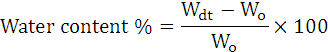 Water content % = (W_dt − W_o) / W_o × 100